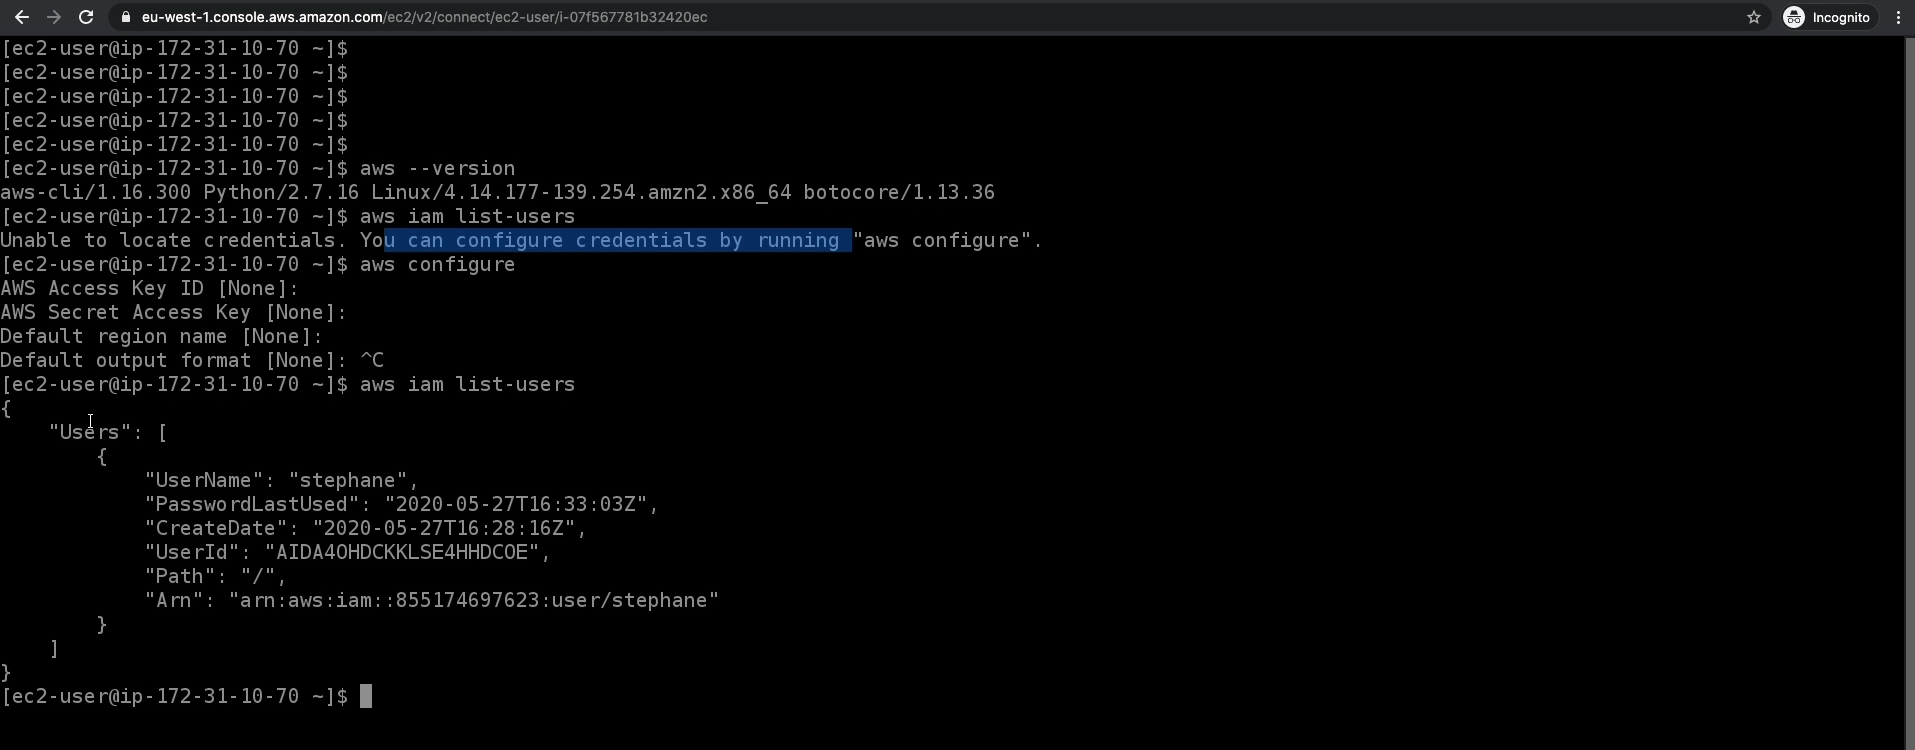 eu-west-1.console.aws.amazon.com/ec2/v2/connect/ec2-user/i-07f567781b32420ec
Incognito
[ec2-user@ip-172-31-10-70 ~]$
[ec2-user@ip-172-31-10-70 ~]$
[ec2-user@ip-172-31-10-70 ~]$
[ec2-user@ip-172-31-10-70 ~]$
[ec2-user@ip-172-31-10-70 ~]$
[ec2-user@ip-172-31-10-70 ~]$ aws --version
aws-cli/1.16.300 Python/2.7.16 Linux/4.14.177-139.254.amzn2.x86_64 botocore/1.13.36
[ec2-user@ip-172-31-10-70 ~]$ aws iam list-users
Unable to locate credentials. You can configure credentials by running "aws configure".
[ec2-user@ip-172-31-10-70 ~]$ aws configure
AWS Access Key ID [None]:
AWS Secret Access Key [None]:
Default region name [None]:
Default output format [None]: ^C
[ec2-user@ip-172-31-10-70 ~]$ aws iam list-users
{
    "Users": [
        {
            "UserName": "stephane",
            "PasswordLastUsed": "2020-05-27T16:33:03Z",
            "CreateDate": "2020-05-27T16:28:16Z",
            "UserId": "AIDA4OHDCKKLSE4HHDCOE",
            "Path": "/",
            "Arn": "arn:aws:iam::855174697623:user/stephane"
        }
    ]
}
[ec2-user@ip-172-31-10-70 ~]$